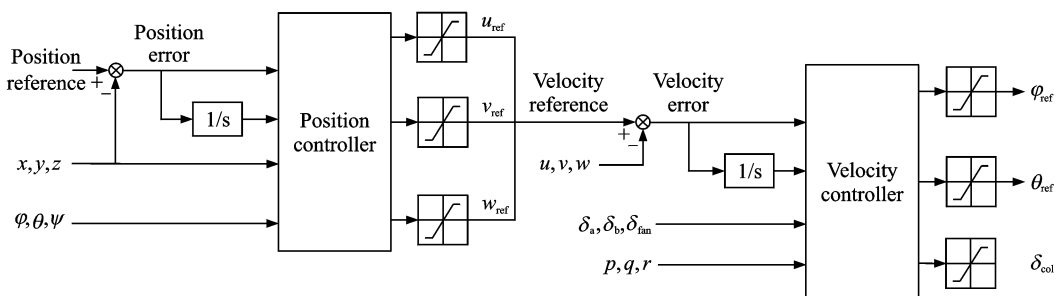 Position
reference
+
−
Position
error
1/s
x, y, z
φ, θ, ψ
Position
controller
u_ref
v_ref
w_ref
Velocity
reference
+
−
Velocity
error
u, v, w
1/s
δ_a, δ_b, δ_fan
p, q, r
Velocity
controller
φ_ref
θ_ref
δ_col